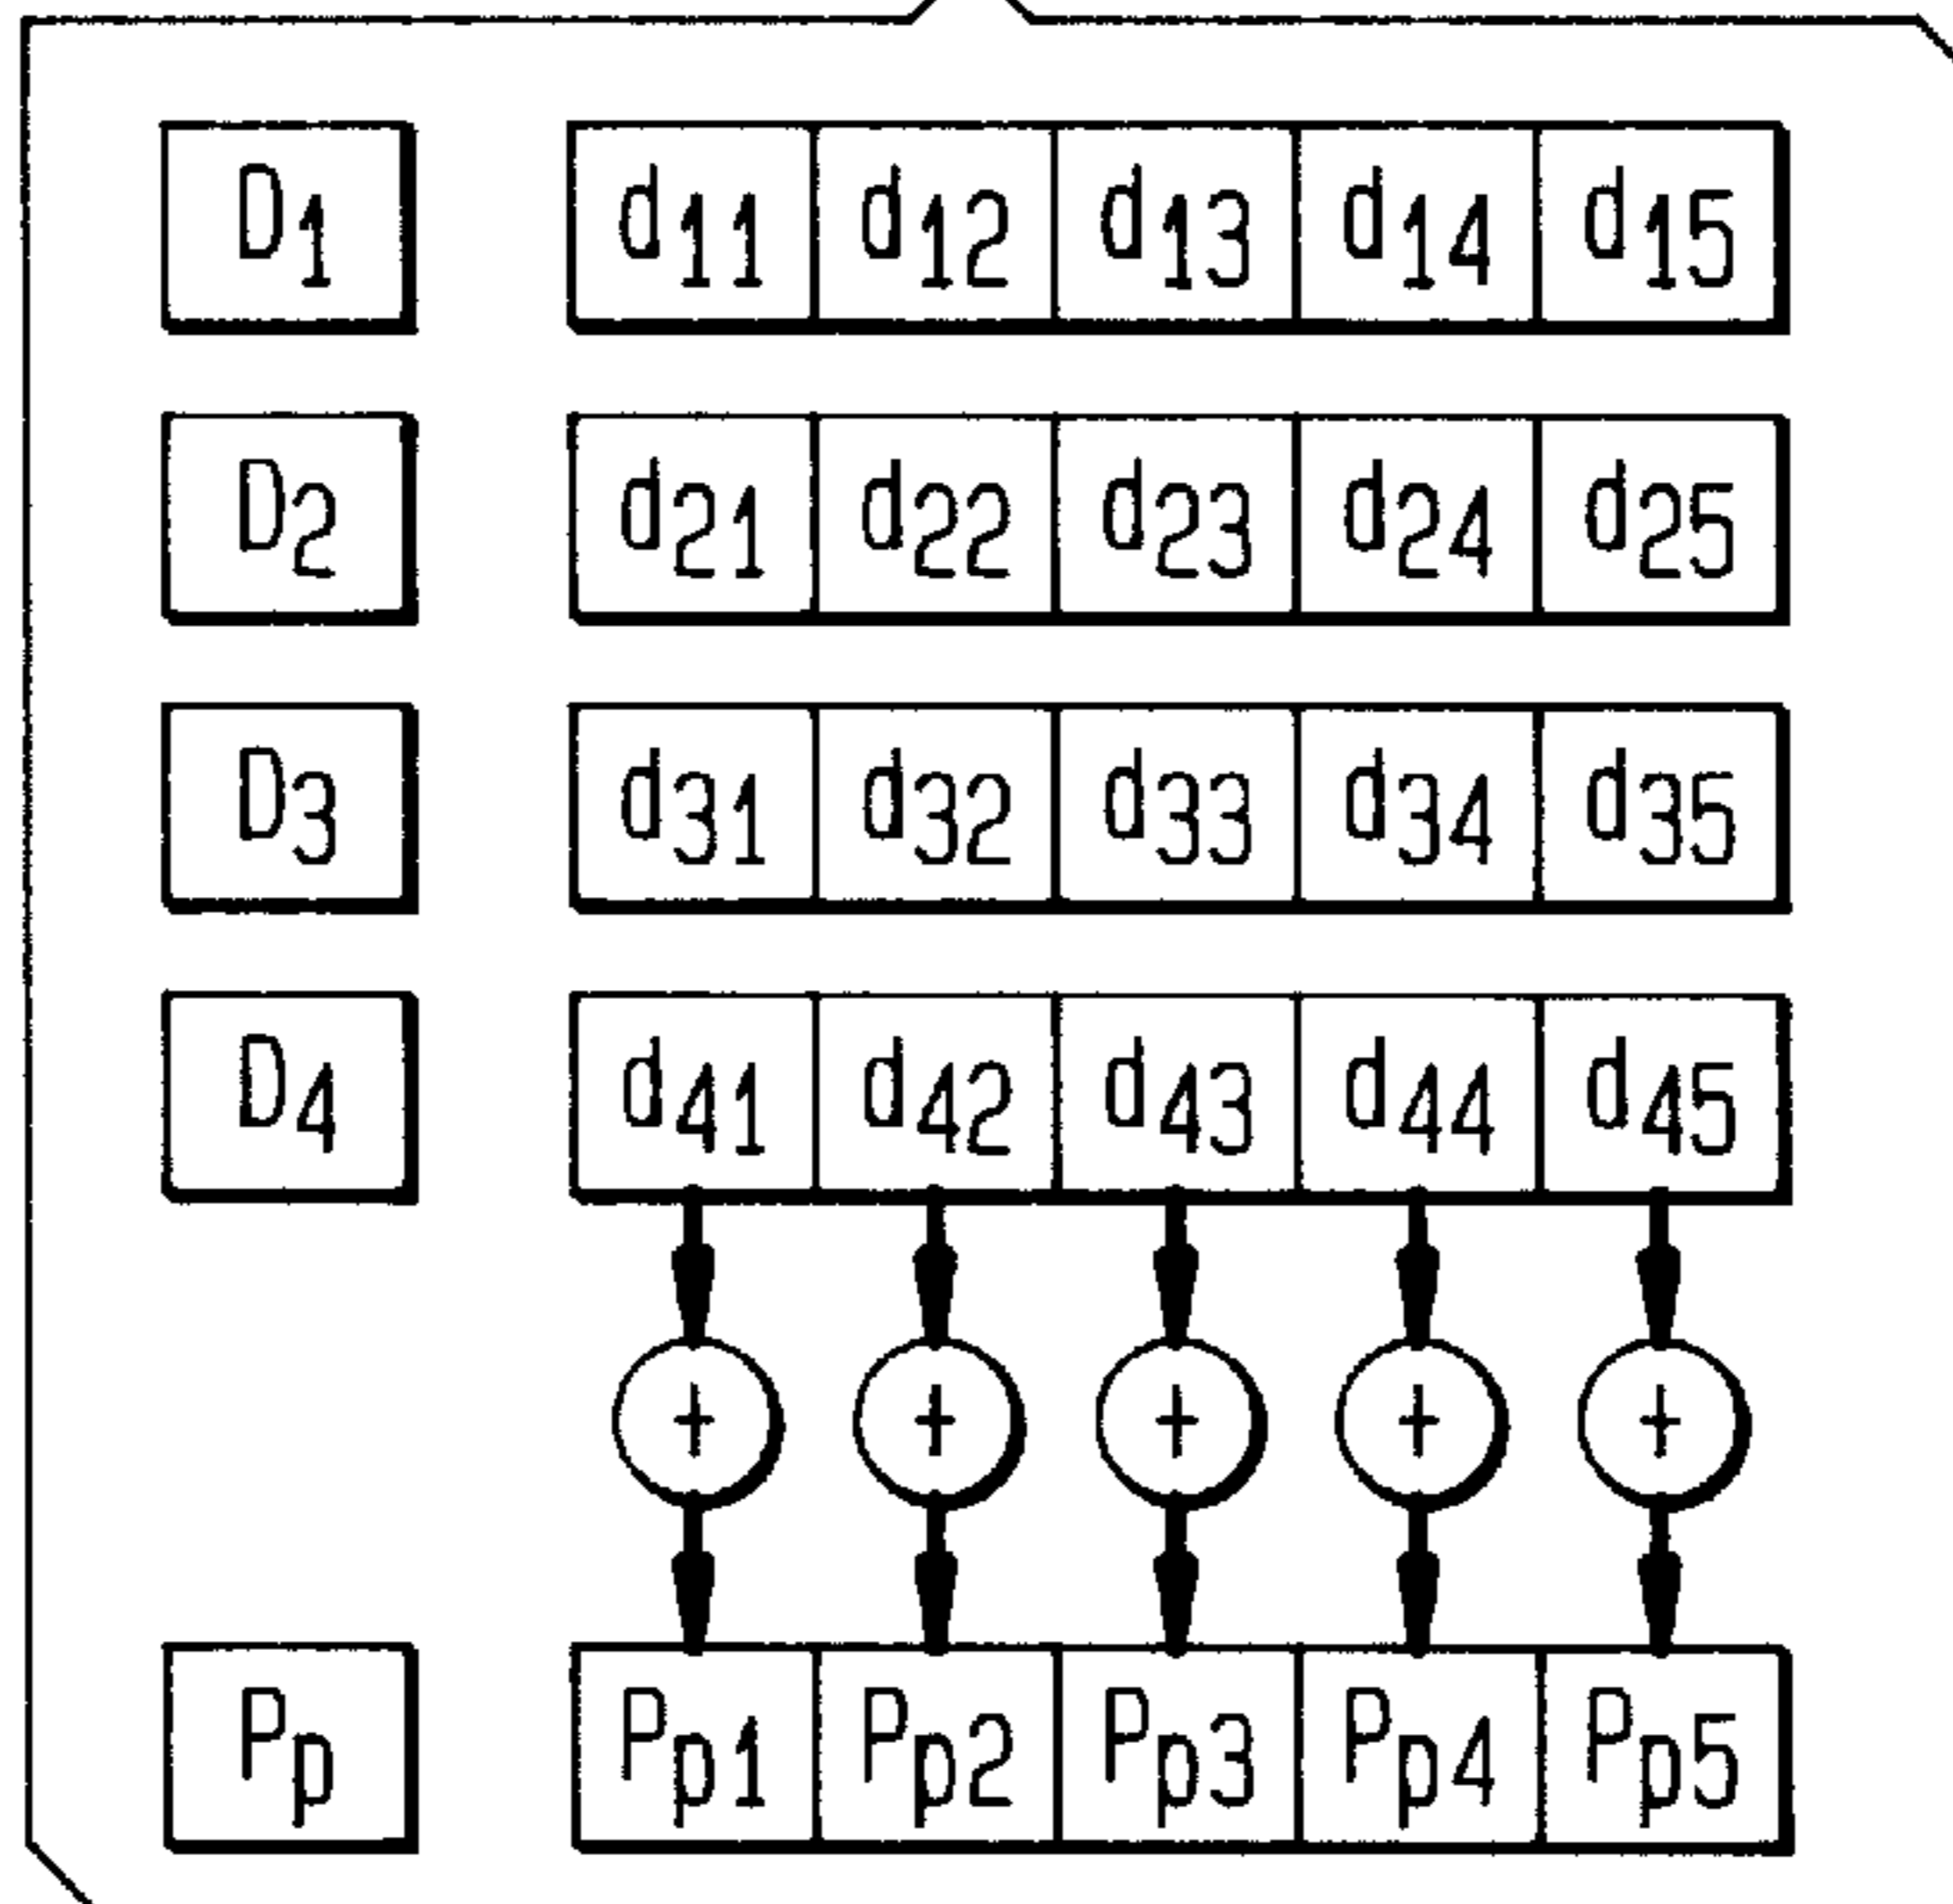 D1 d11 d12 d13 d14 d15
D2 d21 d22 d23 d24 d25
D3 d31 d32 d33 d34 d35
D4 d41 d42 d43 d44 d45
+ + + + +
Pp Pp1 Pp2 Pp3 Pp4 Pp5